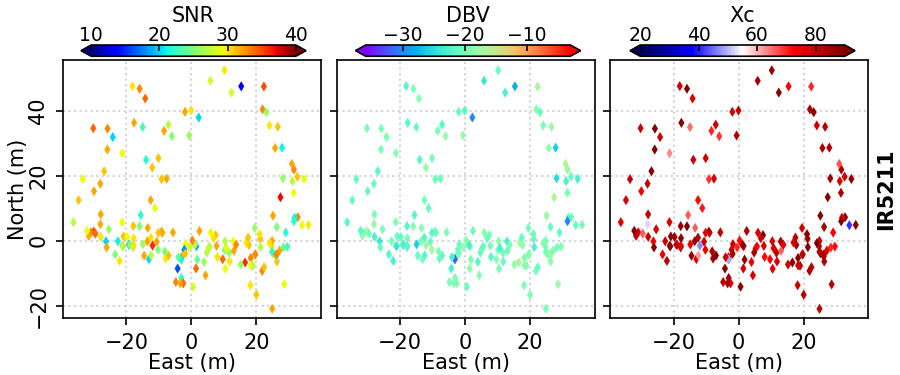 SNR DBV Xc
10 20 30 40 −30 −20 −10 20 40 60 80
North (m)
40
20
0
−20
−20 0 20 −20 0 20 −20 0 20
East (m) East (m) East (m)
IR5211